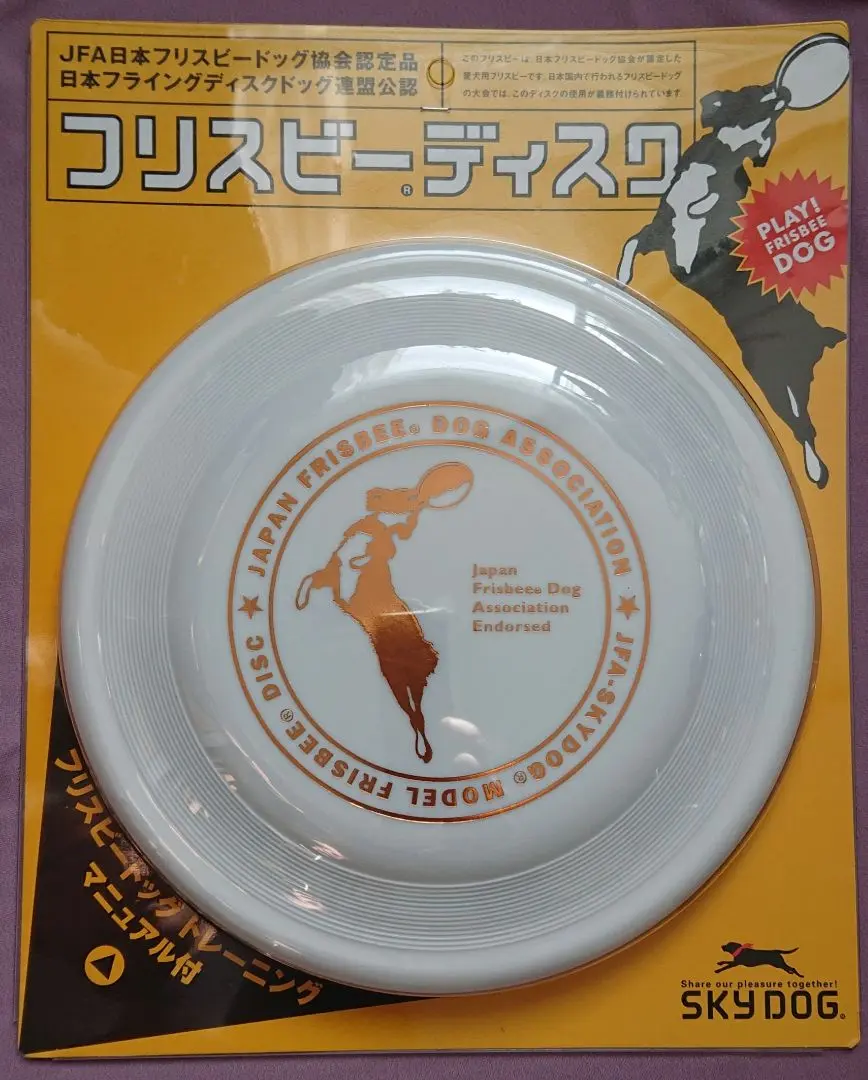 JFA日本フリスビードッグ協会認定品
日本フライングディスクドッグ連盟公認
このフリスビーは、日本フリスビードッグ協会が認定した
愛犬用フリスビーです。日本国内で行われるフリスビードッグ
の大会では、このディスクの使用が義務付けられています。
フリスビーディスク
®
PLAY!
FRISBEE
DOG
★ JAPAN FRISBEE® DOG ASSOCIATION ★ JFA-SKYDOG® MODEL FRISBEE® DISC
Japan
Frisbee® Dog
Association
Endorsed
フリスビードッグトレーニング
マニュアル付
Share our pleasure together!
SKYDOG®